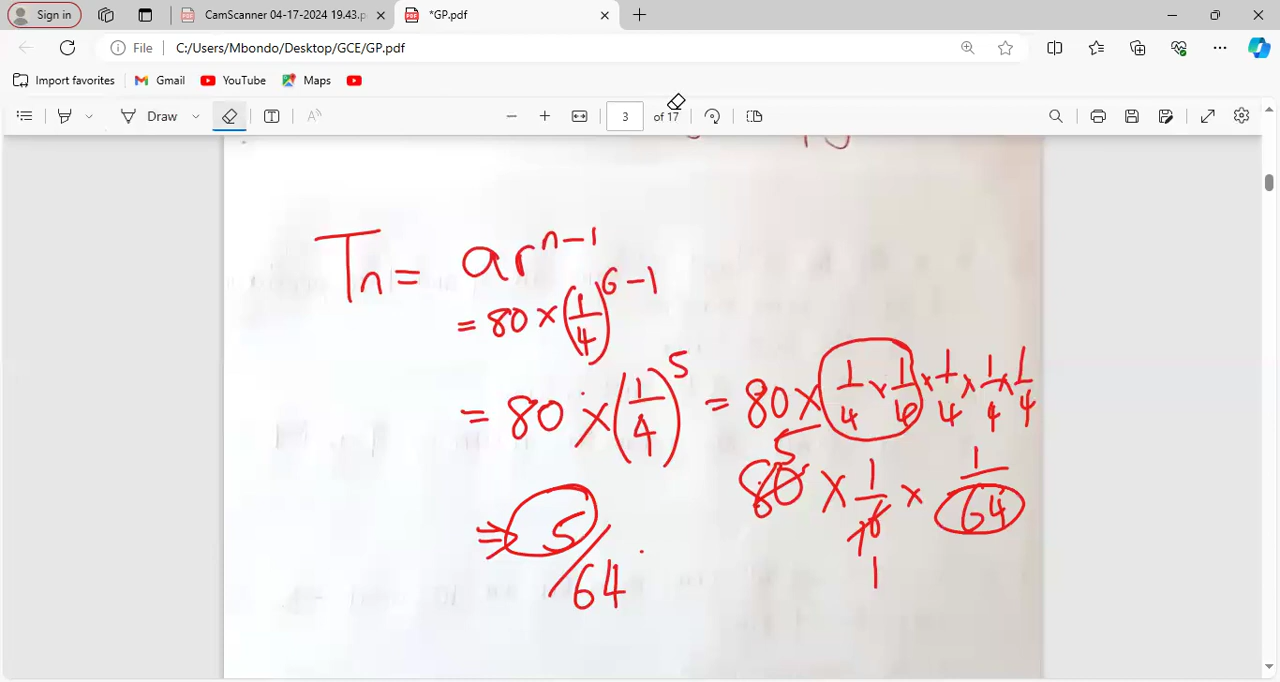 Sign in
CamScanner 04-17-2024 19.43.p
*GP.pdf
File C:/Users/Mbondo/Desktop/GCE/GP.pdf
Import favorites Gmail YouTube Maps
Draw 3 of 17
Tn = ar^(n-1)
= 80 × (1/4)^(6-1)
= 80 × (1/4)^5 = 80 × 1/4 × 1/4 × 1/4 × 1/4 × 1/4
5
80 × 1/16 × 1/64
1
⇒ 5/64